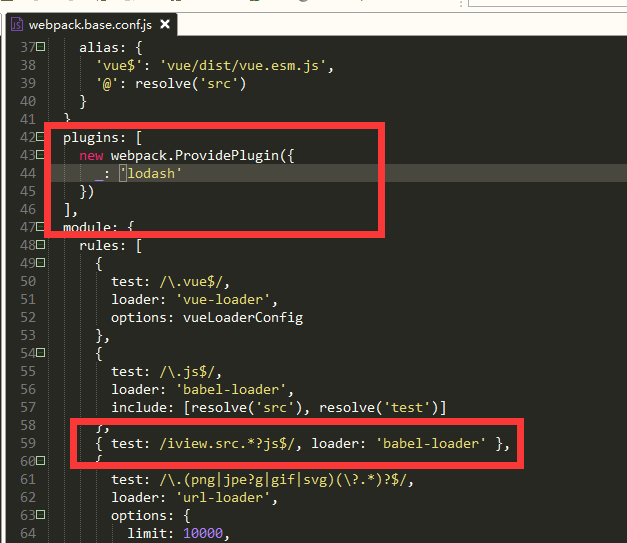 webpack.base.conf.js
37 alias: {
38 'vue$': 'vue/dist/vue.esm.js',
39 '@': resolve('src')
40 }
41 }
42 plugins: [
43 new webpack.ProvidePlugin({
44 _: 'lodash'
45 })
46 ],
47 module: {
48 rules: [
49 {
50 test: /\.vue$/,
51 loader: 'vue-loader',
52 options: vueLoaderConfig
53 },
54 {
55 test: /\.js$/,
56 loader: 'babel-loader',
57 include: [resolve('src'), resolve('test')]
58 },
59 { test: /iview.src.*?js$/, loader: 'babel-loader' },
60 {
61 test: /\.(png|jpe?g|gif|svg)(\?.*)?$/,
62 loader: 'url-loader',
63 options: {
64 limit: 10000,